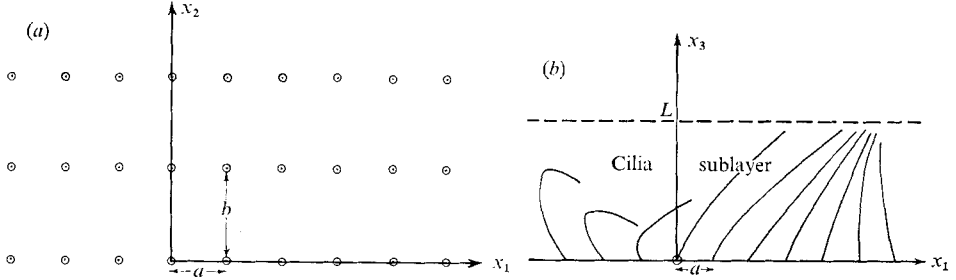 (a)
x₂
b
a
x₁
(b)
x₃
L
Cilia sublayer
a
x₁